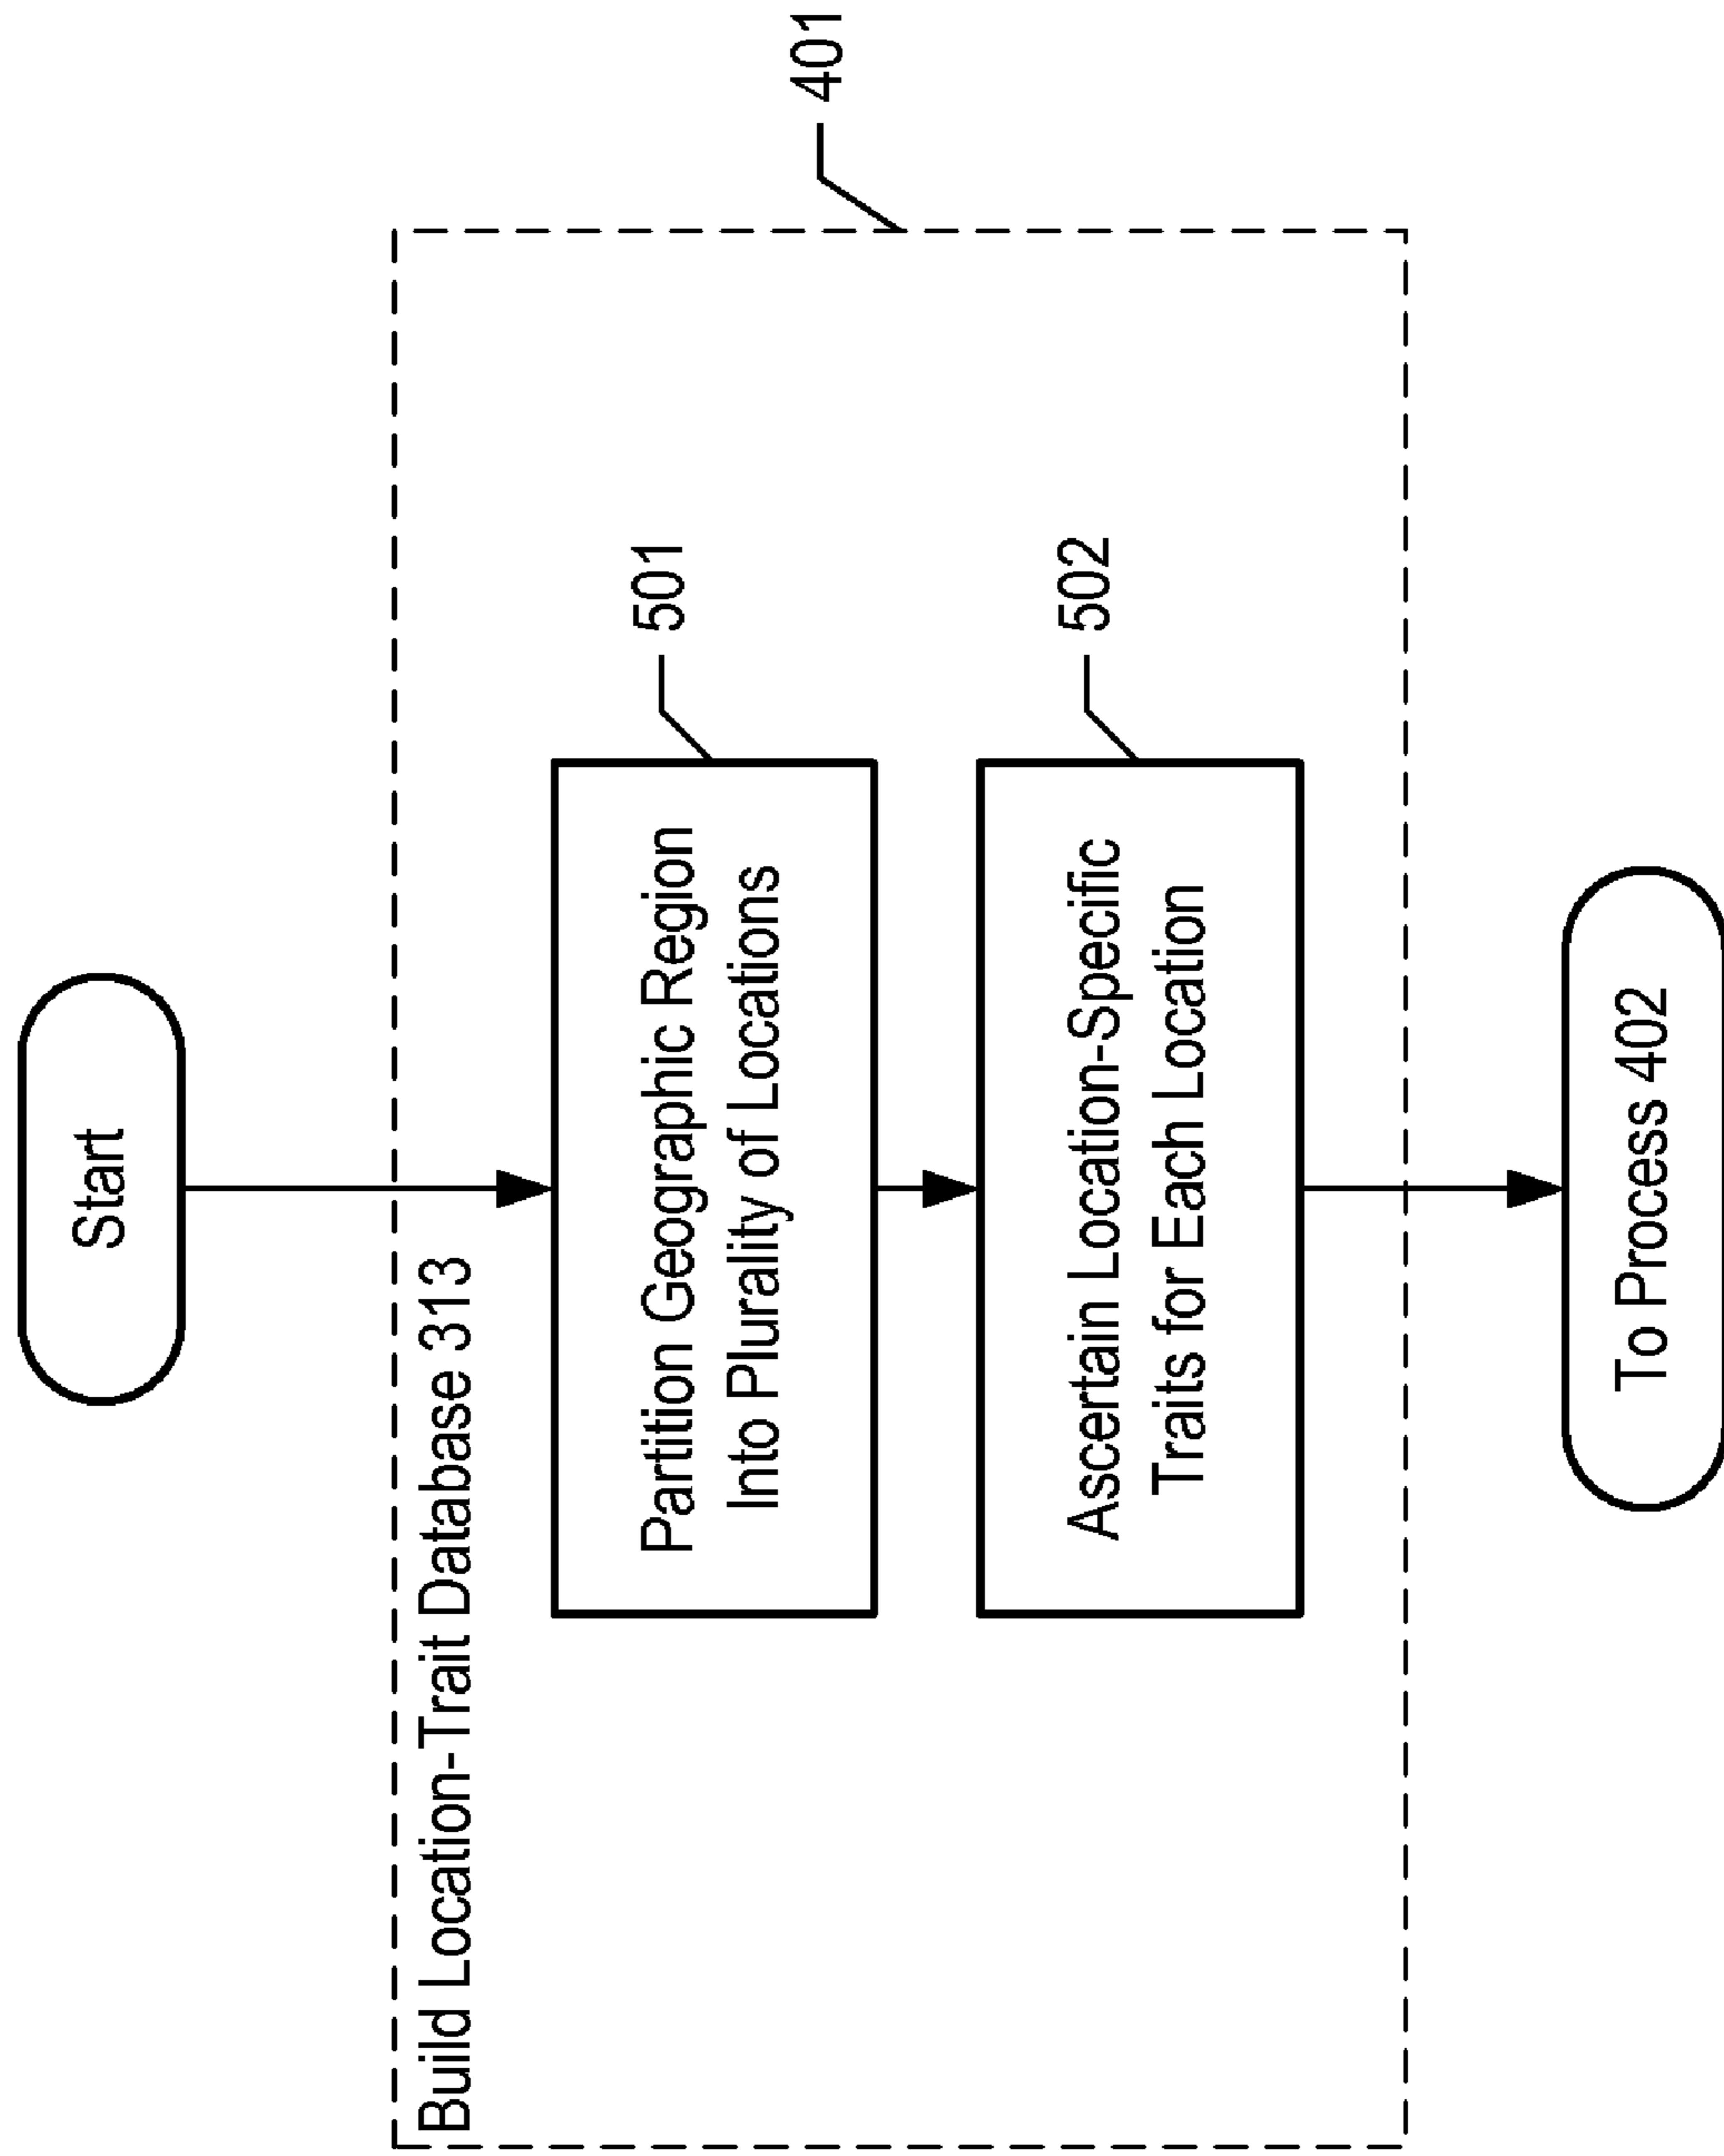 Start
401
Build Location-Trait Database 313
501
Partition Geographic Region
Into Plurality of Locations
502
Ascertain Location-Specific
Traits for Each Location
To Process 402